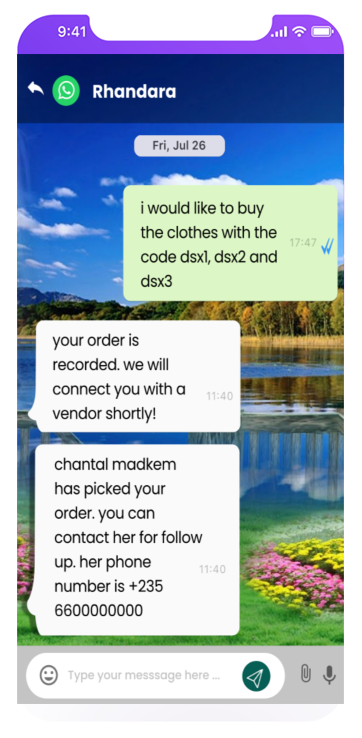 9:41
Rhandara
Fri, Jul 26
i would like to buy
the clothes with the
code dsx1, dsx2 and
dsx3
17:47
your order is
recorded. we will
connect you with a
vendor shortly!
11:40
chantal madkem
has picked your
order. you can
contact her for follow
up. her phone
number is +235
6600000000
11:40
Type your messsage here ...